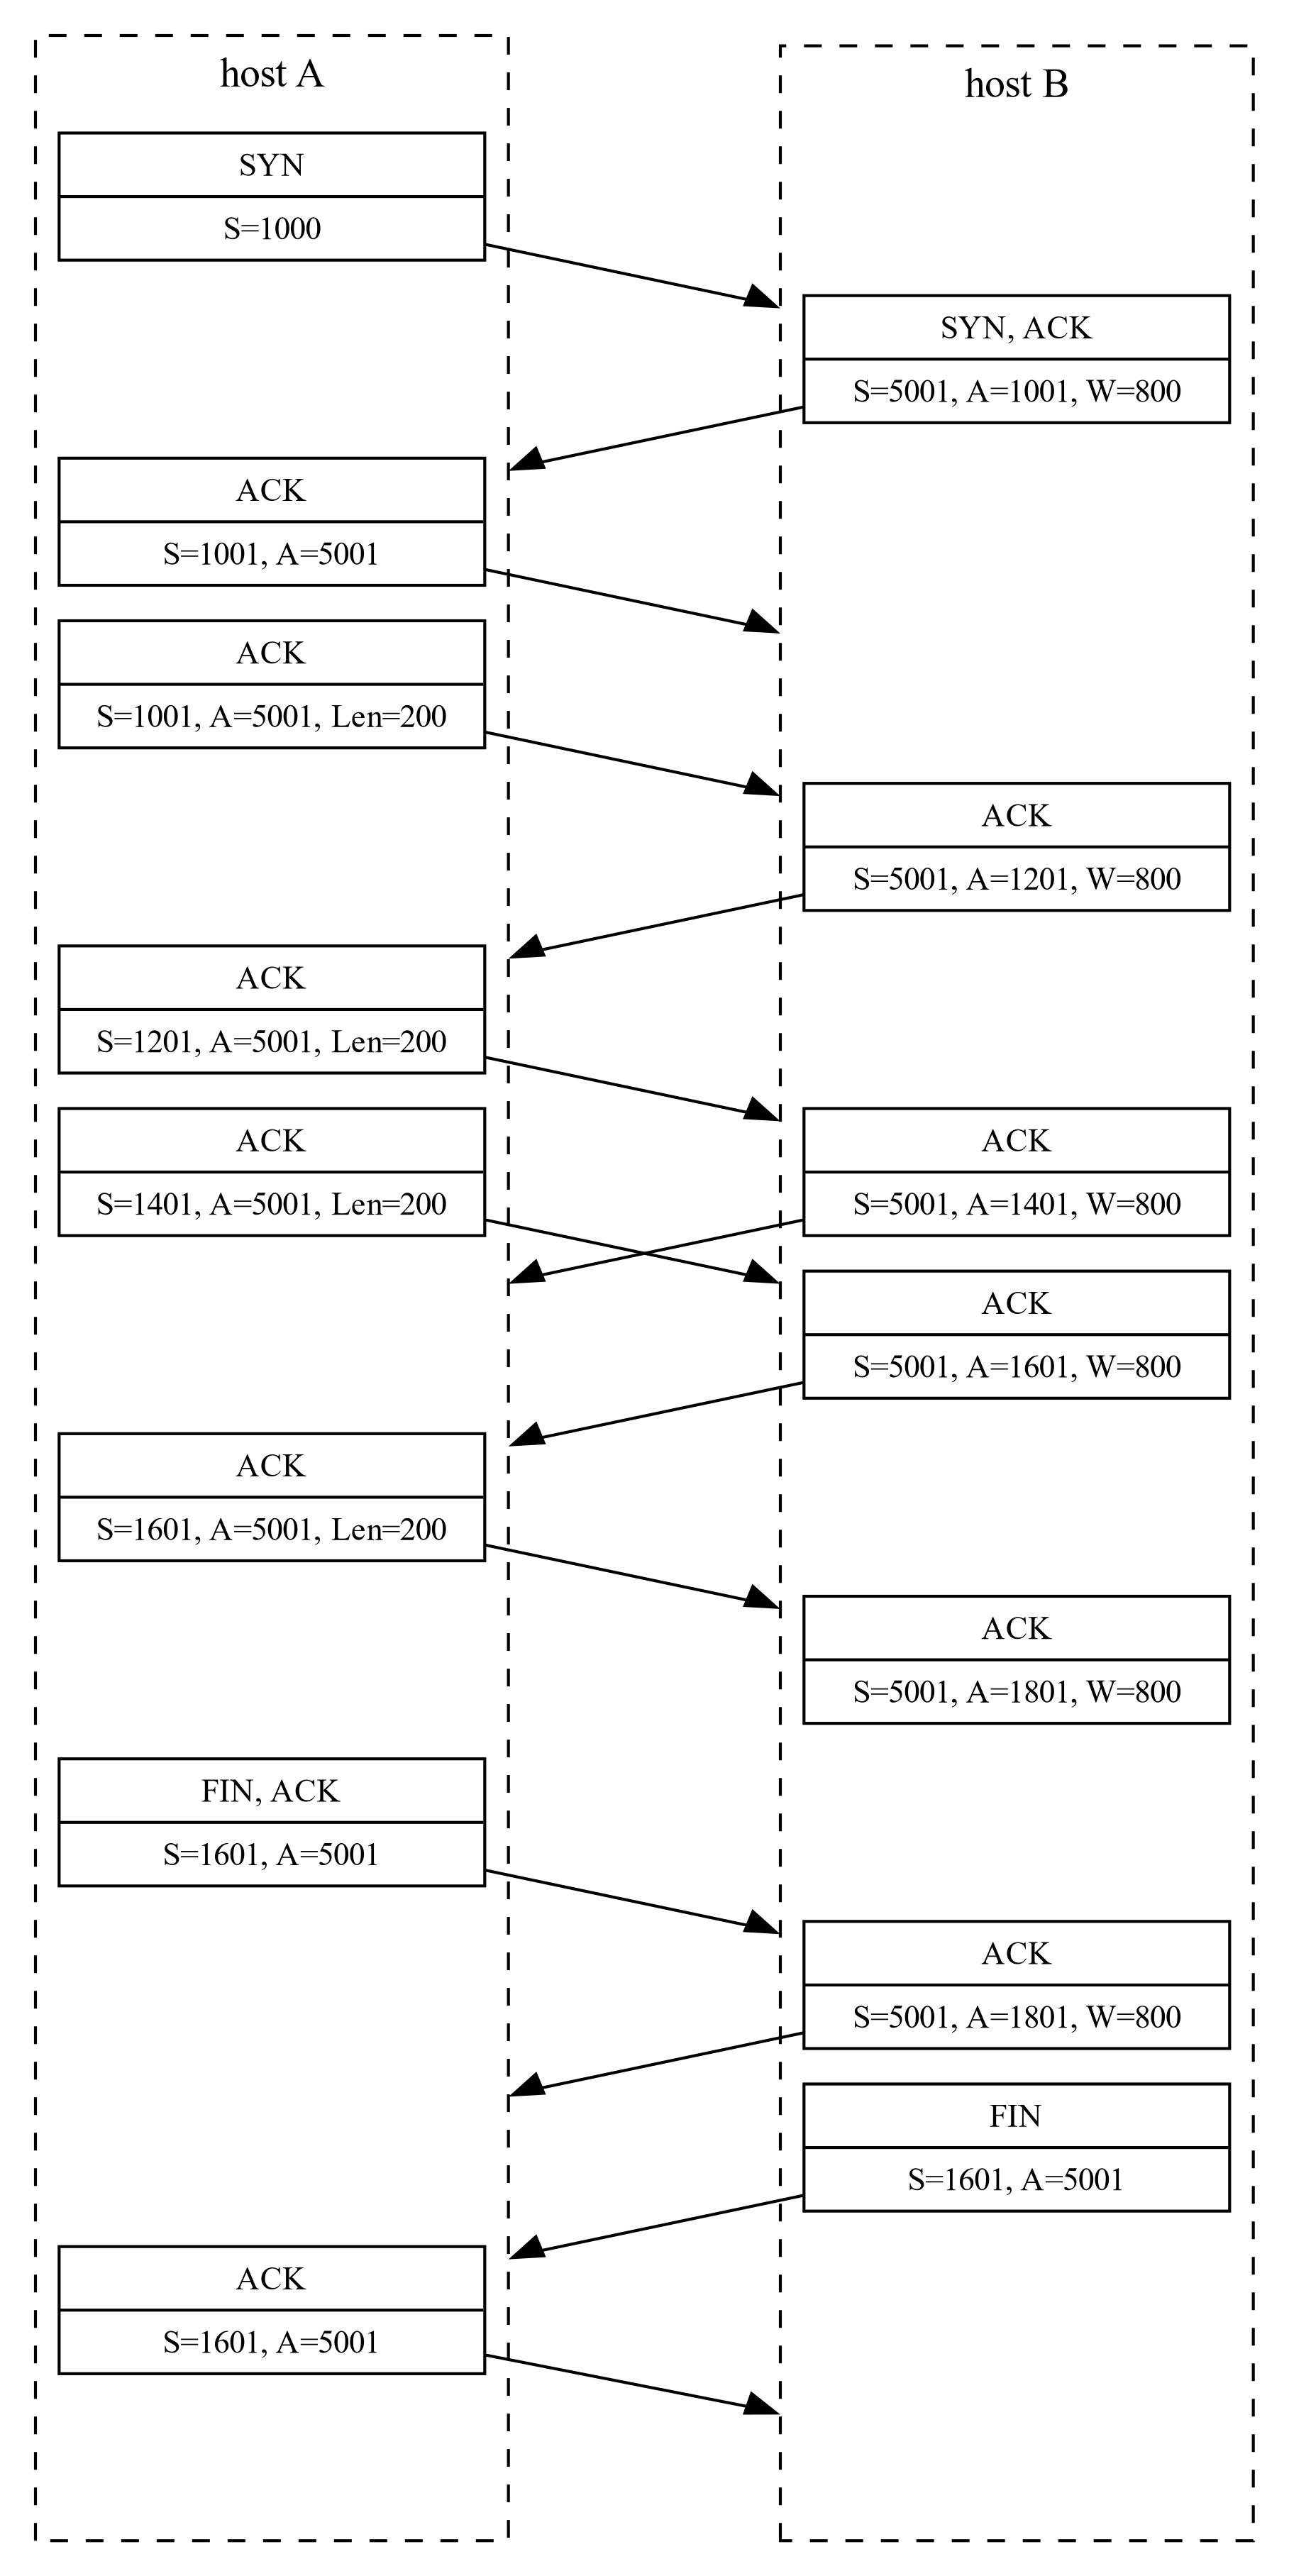 host A
host B
SYN
S=1000
SYN, ACK
S=5001, A=1001, W=800
ACK
S=1001, A=5001
ACK
S=1001, A=5001, Len=200
ACK
S=5001, A=1201, W=800
ACK
S=1201, A=5001, Len=200
ACK
S=1401, A=5001, Len=200
ACK
S=5001, A=1401, W=800
ACK
S=5001, A=1601, W=800
ACK
S=1601, A=5001, Len=200
ACK
S=5001, A=1801, W=800
FIN, ACK
S=1601, A=5001
ACK
S=5001, A=1801, W=800
FIN
S=1601, A=5001
ACK
S=1601, A=5001